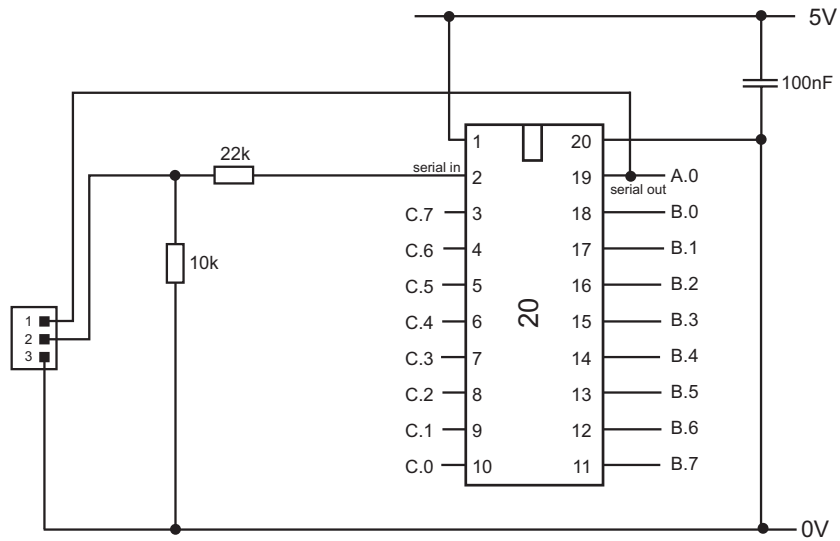 5V
100nF
22k
serial in
1 20
2 19 A.0
serial out
C.7 3 18 B.0
C.6 4 17 B.1
10k
C.5 5 16 B.2
C.4 6 15 B.3
C.3 7 14 B.4
C.2 8 13 B.5
C.1 9 12 B.6
C.0 10 11 B.7
20
1
2
3
0V